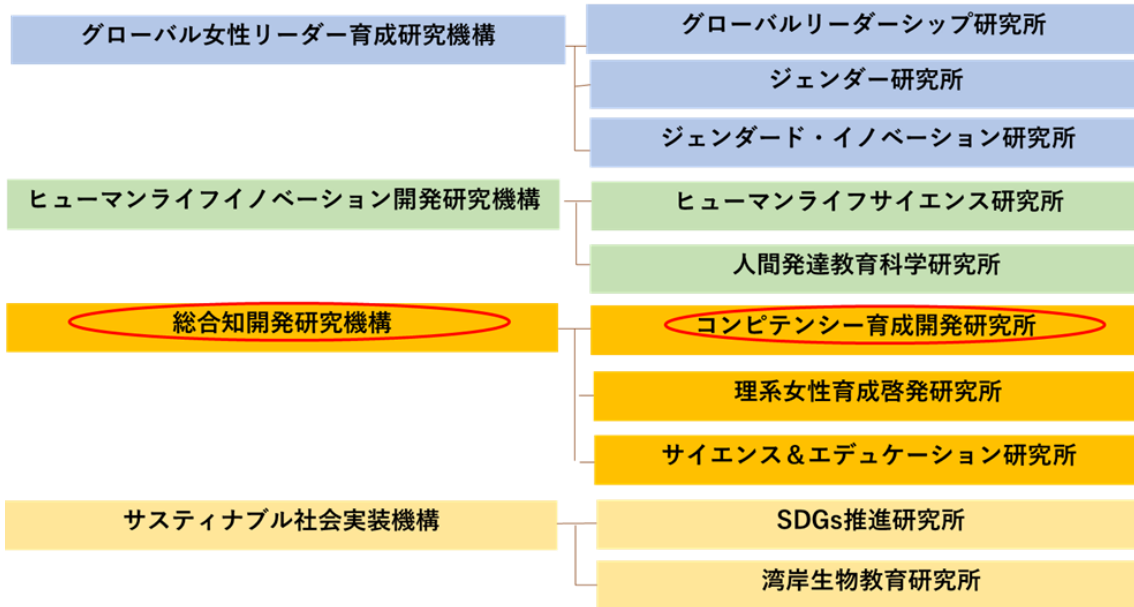 グローバル女性リーダー育成研究機構
グローバルリーダーシップ研究所
ジェンダー研究所
ジェンダード・イノベーション研究所
ヒューマンライフイノベーション開発研究機構
ヒューマンライフサイエンス研究所
人間発達教育科学研究所
総合知開発研究機構
コンピテンシー育成開発研究所
理系女性育成啓発研究所
サイエンス＆エデュケーション研究所
サスティナブル社会実装機構
SDGs推進研究所
湾岸生物教育研究所